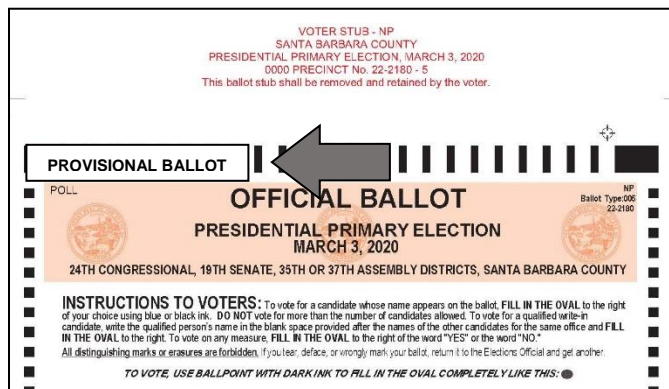 VOTER STUB - NP
SANTA BARBARA COUNTY
PRESIDENTIAL PRIMARY ELECTION, MARCH 3, 2020
0000 PRECINCT No. 22-2180 - 5
This ballot stub shall be removed and retained by the voter.
PROVISIONAL BALLOT
POLL
OFFICIAL BALLOT
NP
Ballot Type:005
22-2180
PRESIDENTIAL PRIMARY ELECTION
MARCH 3, 2020
24TH CONGRESSIONAL, 19TH SENATE, 35TH OR 37TH ASSEMBLY DISTRICTS, SANTA BARBARA COUNTY
INSTRUCTIONS TO VOTERS: To vote for a candidate whose name appears on the ballot, FILL IN THE OVAL to the right
of your choice using blue or black ink. DO NOT vote for more than the number of candidates allowed. To vote for a qualified write-in
candidate, write the qualified person's name in the blank space provided after the names of the other candidates for the same office and FILL
IN THE OVAL to the right. To vote on any measure, FILL IN THE OVAL to the right of the word "YES" or the word "NO."
All distinguishing marks or erasures are forbidden. If you tear, deface, or wrongly mark your ballot, return it to the Elections Official and get another.
TO VOTE, USE BALLPOINT WITH DARK INK TO FILL IN THE OVAL COMPLETELY LIKE THIS: